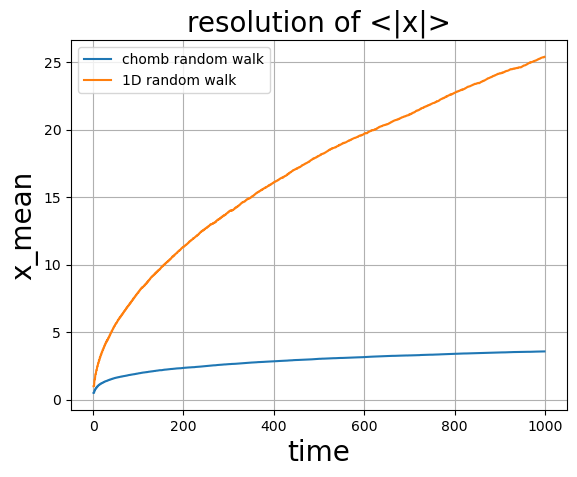 resolution of <|x|>
chomb random walk
1D random walk
25
20
15
10
5
0
x_mean
0 200 400 600 800 1000
time